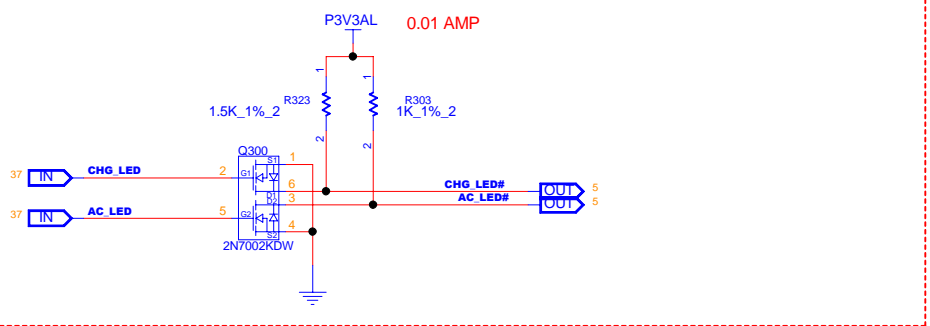 P3V3AL 0.01 AMP
1 1
R323 R303
1.5K_1%_2 1K_1%_2
2 2
Q300
S1 1
37 IN CHG_LED 2 G1
6 CHG_LED# OUT 5
D1
D2 3 AC_LED# OUT 5
37 IN AC_LED 5 G2
4
S2
2N7002KDW